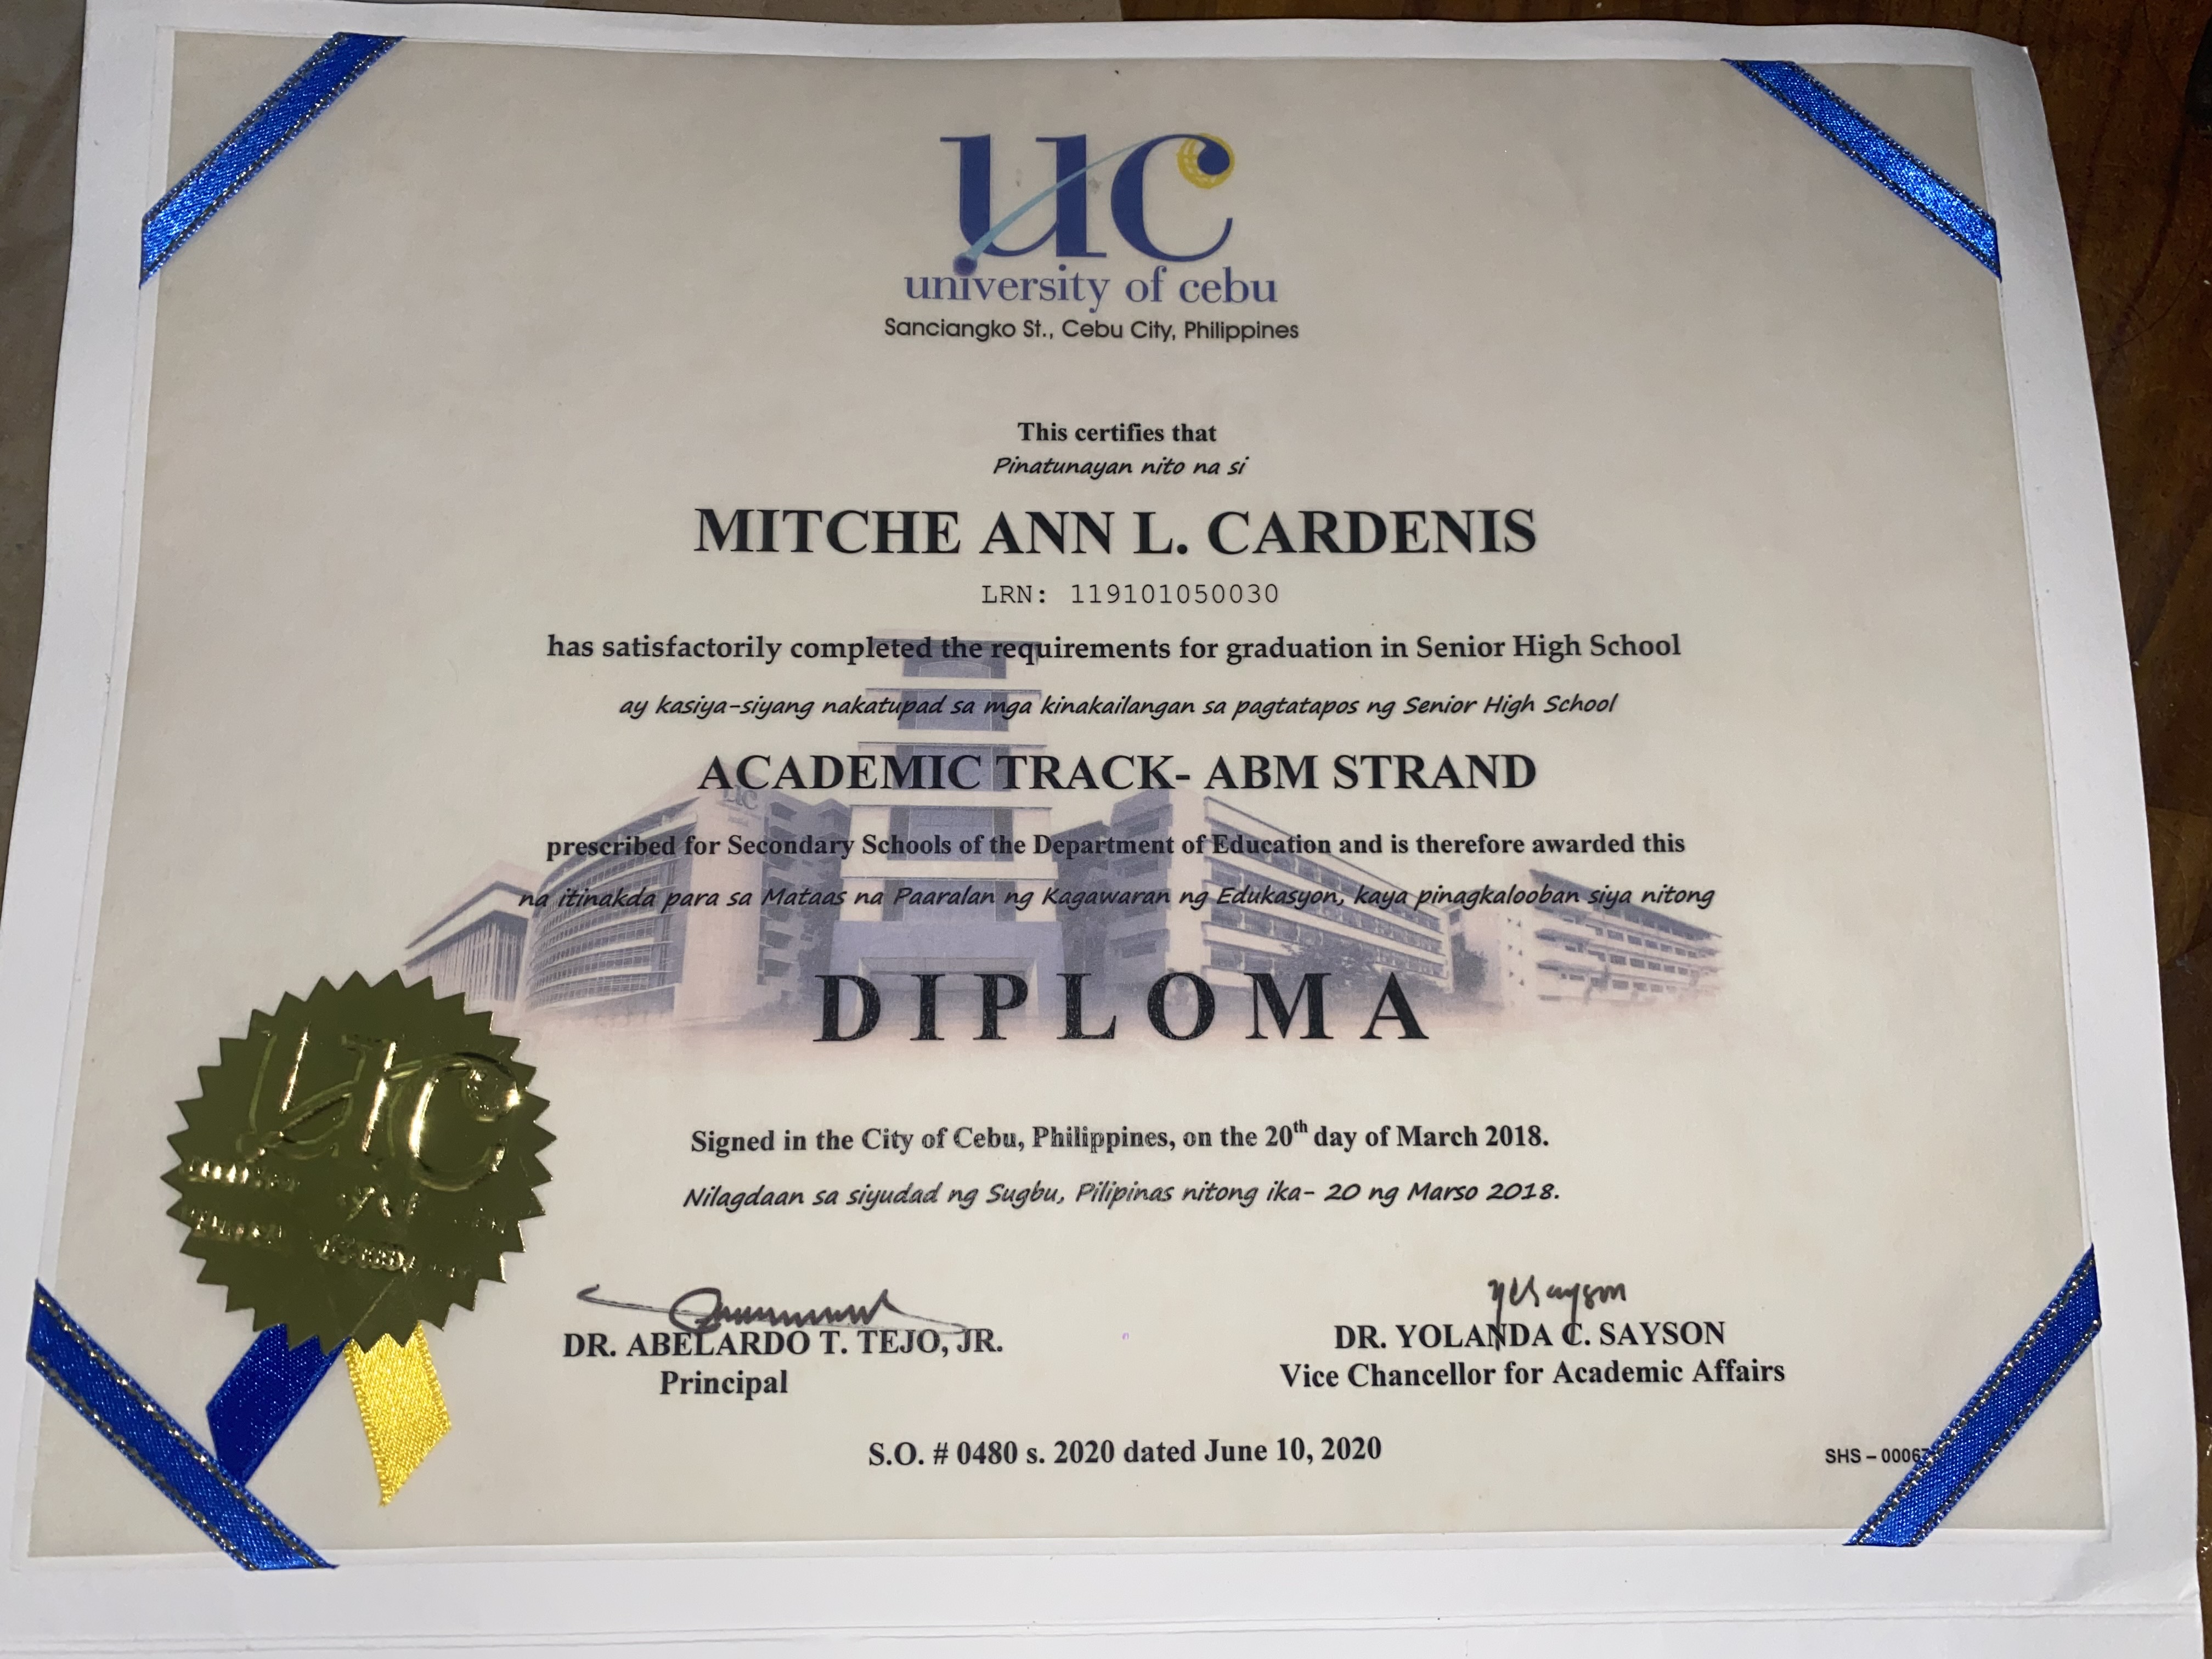 uc
university of cebu
Sanciangko St., Cebu City, Philippines
This certifies that
Pinatunayan nito na si
MITCHE ANN L. CARDENIS
LRN: 119101050030
has satisfactorily completed the requirements for graduation in Senior High School
ay kasiya-siyang nakatupad sa mga kinakailangan sa pagtatapos ng Senior High School
ACADEMIC TRACK- ABM STRAND
prescribed for Secondary Schools of the Department of Education and is therefore awarded this
na itinakda para sa Mataas na Paaralan ng Kagawaran ng Edukasyon, kaya pinagkalooban siya nitong
DIPLOMA
Signed in the City of Cebu, Philippines, on the 20th day of March 2018.
Nilagdaan sa siyudad ng Sugbu, Pilipinas nitong ika- 20 ng Marso 2018.
uc
DR. ABELARDO T. TEJO, JR.
Principal
DR. YOLANDA C. SAYSON
Vice Chancellor for Academic Affairs
S.O. # 0480 s. 2020 dated June 10, 2020
SHS – 0006